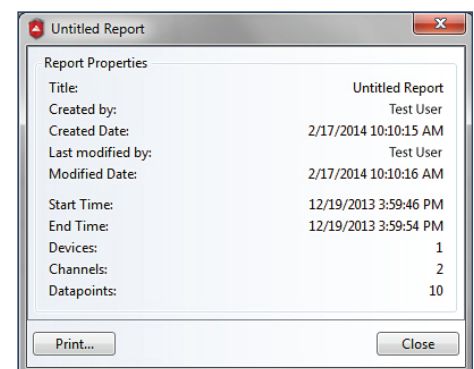 Untitled Report
Report Properties
Title: Untitled Report
Created by: Test User
Created Date: 2/17/2014 10:10:15 AM
Last modified by: Test User
Modified Date: 2/17/2014 10:10:16 AM
Start Time: 12/19/2013 3:59:46 PM
End Time: 12/19/2013 3:59:54 PM
Devices: 1
Channels: 2
Datapoints: 10
Print... Close